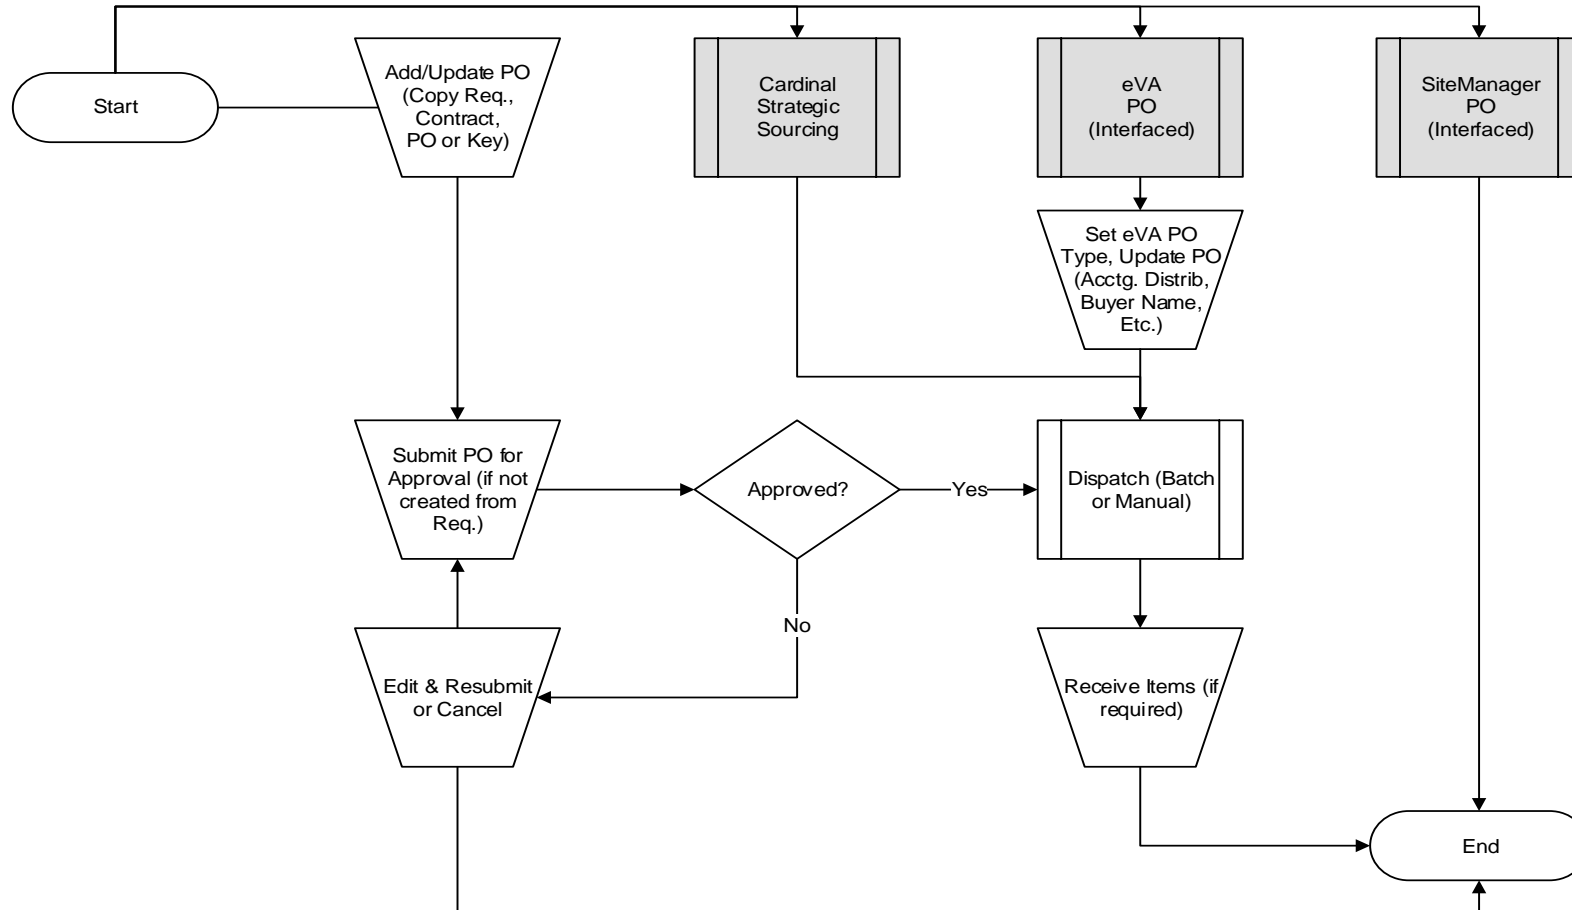 Start
Add/Update PO
(Copy Req.,
Contract,
PO or Key)
Cardinal
Strategic
Sourcing
eVA
PO
(Interfaced)
SiteManager
PO
(Interfaced)
Set eVA PO
Type, Update PO
(Acctg. Distrib,
Buyer Name,
Etc.)
Submit PO for
Approval (if not
created from
Req.)
Approved?
Yes
Dispatch (Batch
or Manual)
No
Edit & Resubmit
or Cancel
Receive Items (if
required)
End